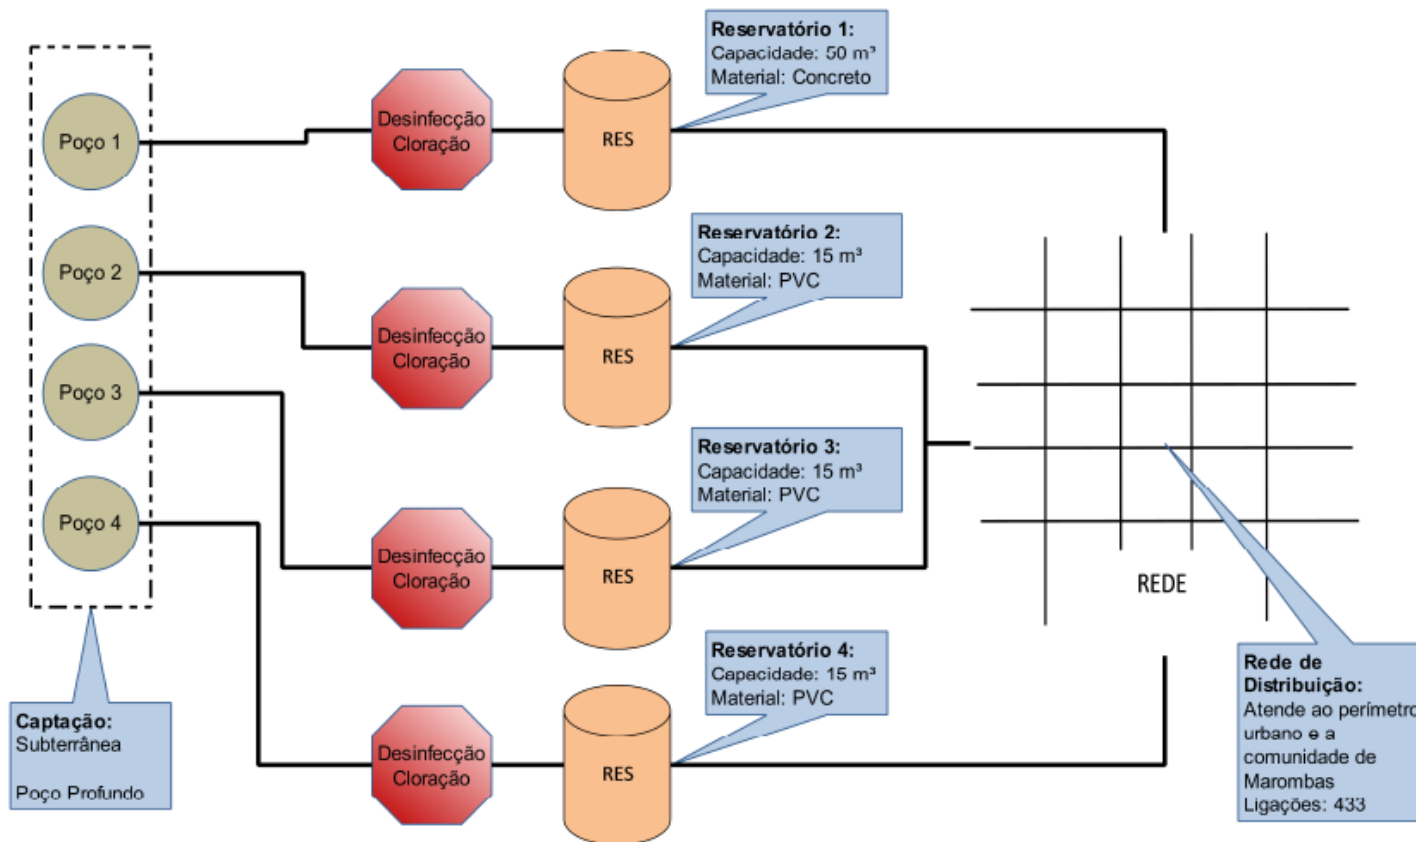 Reservatório 1:
Capacidade: 50 m³
Material: Concreto
Poço 1
Desinfecção
Cloração
RES
Reservatório 2:
Capacidade: 15 m³
Material: PVC
Poço 2
Desinfecção
Cloração
RES
Reservatório 3:
Capacidade: 15 m³
Material: PVC
Poço 3
Desinfecção
Cloração
RES
Poço 4
REDE
Reservatório 4:
Capacidade: 15 m³
Material: PVC
Desinfecção
Cloração
RES
Captação:
Subterrânea
Poço Profundo
Rede de
Distribuição:
Atende ao perímetro
urbano e a
comunidade de
Marombas
Ligações: 433